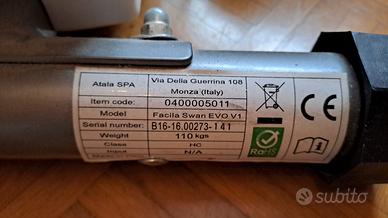 Atala SPA
Via Della Guerrina 108
Monza (Italy)
Item code: 0400005011
Model Facila Swan EVO V1
Serial number: B16-16.00273-141
Weight 110 kgs
Class HC
Input N/A
CE
RoHS
subito